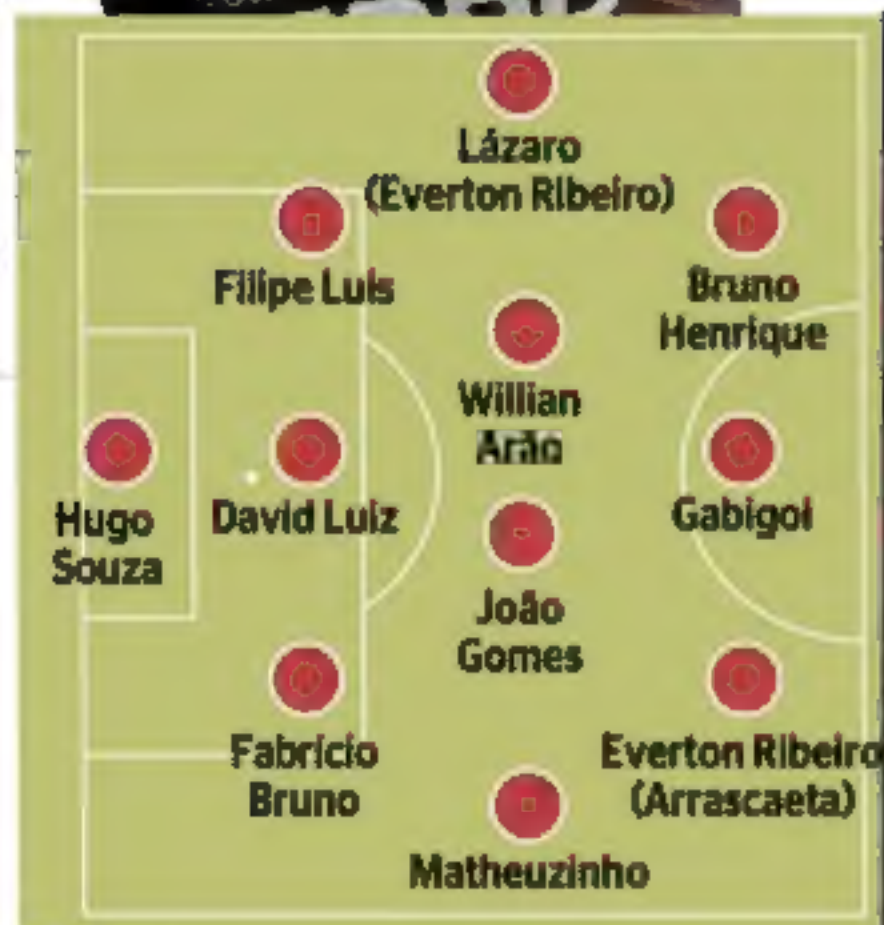 Lázaro
(Everton Ribeiro)
Filipe Luís
Bruno
Henrique
Willian
Arão
Hugo
Souza
David Luiz
Gabigol
João
Gomes
Fabrício
Bruno
Everton Ribeiro
(Arrascaeta)
Matheuzinho